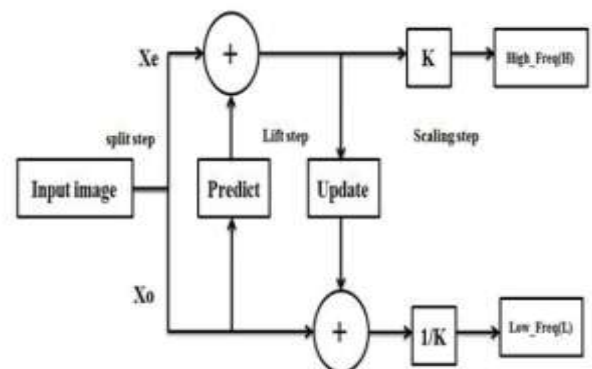 Xe
+
K
High_Freq(H)
split step
Lift step
Scaling step
Input image
Predict
Update
Xo
+
1/K
Low_Freq(L)